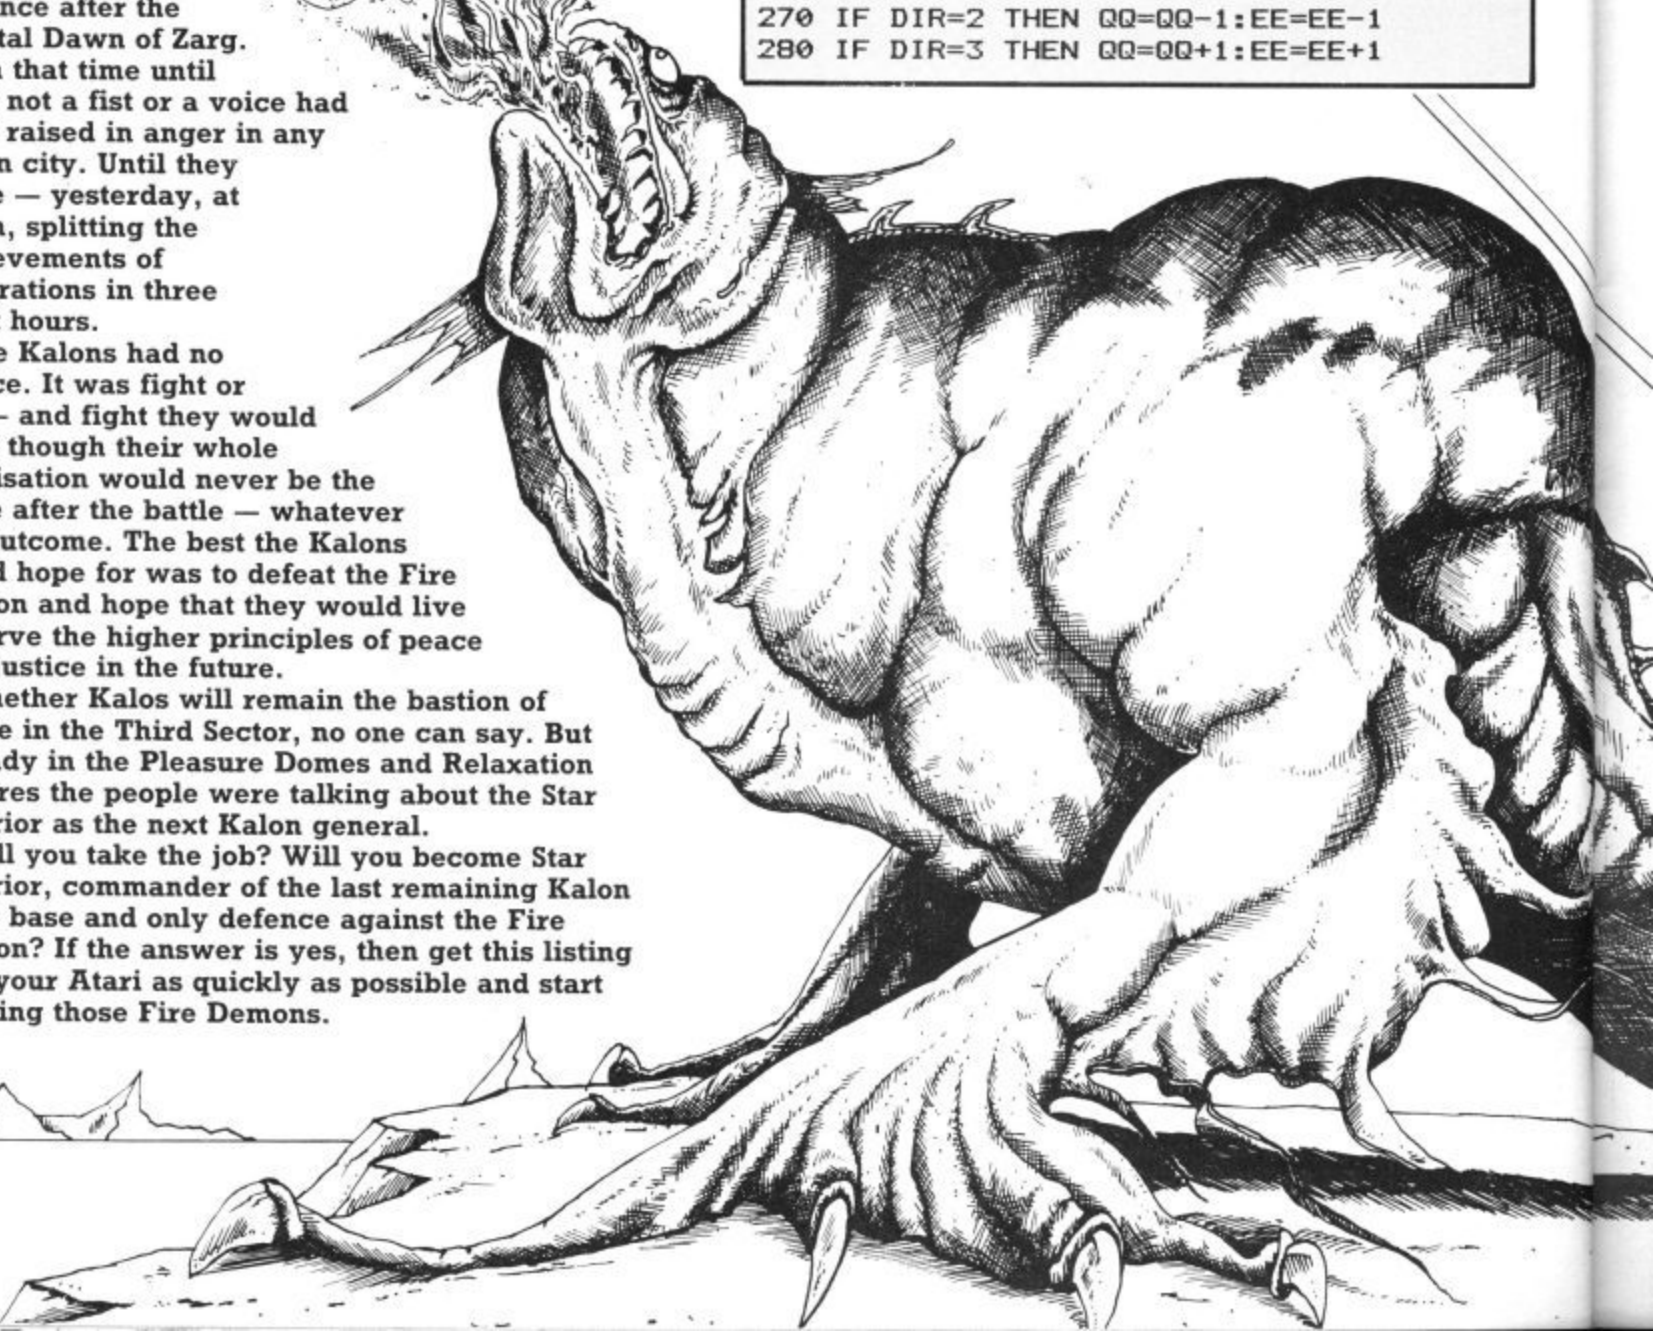 nce after the
tal Dawn of Zarg.
that time until
not a fist or a voice had
raised in anger in any
n city. Until they
e — yesterday, at
, splitting the
evements of
rations in three
hours.
e Kalons had no
ce. It was fight or
– and fight they would
though their whole
isation would never be the
e after the battle — whatever
utcome. The best the Kalons
d hope for was to defeat the Fire
on and hope that they would live
rve the higher principles of peace
ustice in the future.
ether Kalos will remain the bastion of
e in the Third Sector, no one can say. But
dy in the Pleasure Domes and Relaxation
res the people were talking about the Star
rior as the next Kalon general.
ll you take the job? Will you become Star
rior, commander of the last remaining Kalon
base and only defence against the Fire
on? If the answer is yes, then get this listing
your Atari as quickly as possible and start
ing those Fire Demons.
270 IF DIR=2 THEN QQ=QQ-1:EE=EE-1
280 IF DIR=3 THEN QQ=QQ+1:EE=EE+1